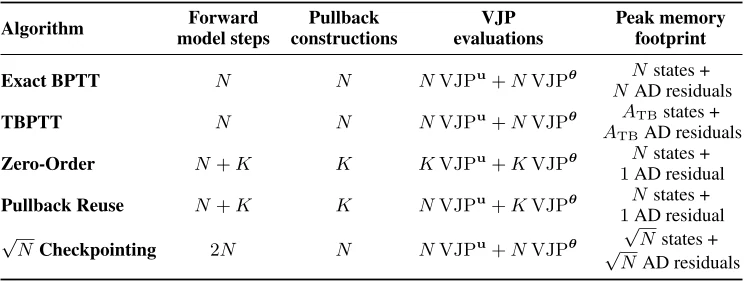 Algorithm Forward model steps Pullback constructions VJP evaluations Peak memory footprint
Exact BPTT N N N VJP^u + N VJP^θ N states + N AD residuals
TBPTT N N N VJP^u + N VJP^θ A_TB states + A_TB AD residuals
Zero-Order N + K K K VJP^u + K VJP^θ N states + 1 AD residual
Pullback Reuse N + K K N VJP^u + K VJP^θ N states + 1 AD residual
√N Checkpointing 2N N N VJP^u + N VJP^θ √N states + √N AD residuals